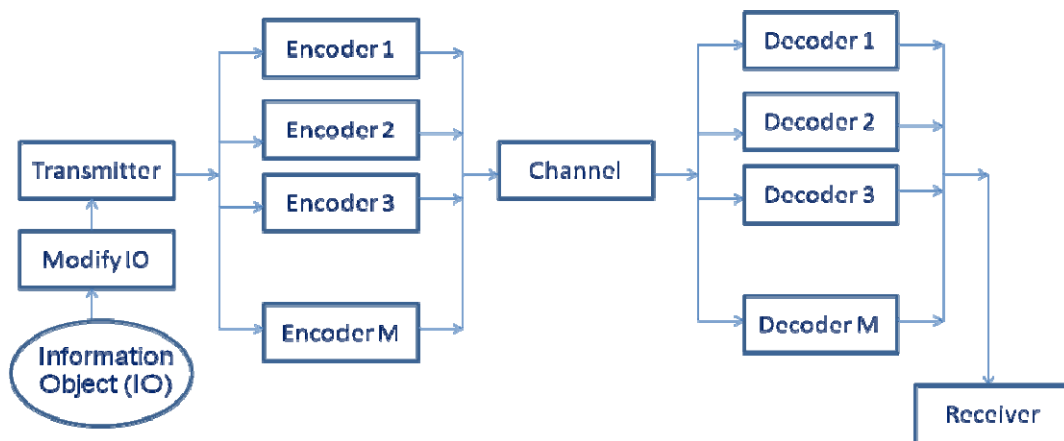 Encoder 1
Encoder 2
Encoder 3
Encoder M
Transmitter
Modify IO
Information
Object (IO)
Channel
Decoder 1
Decoder 2
Decoder 3
Decoder M
Receiver